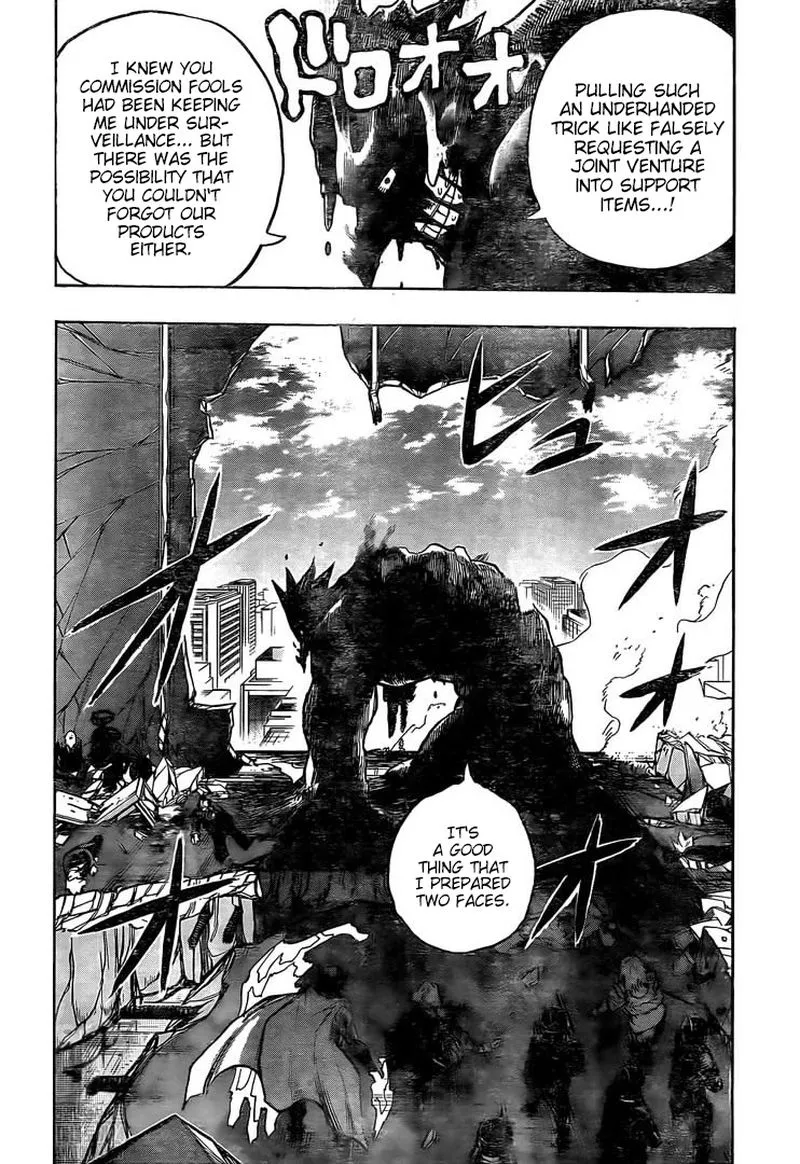 PULLING SUCH
AN UNDERHANDED
TRICK LIKE FALSELY
REQUESTING A
JOINT VENTURE
INTO SUPPORT
ITEMS...!
ドロオオ
I KNEW YOU
COMMISSION FOOLS
HAD BEEN KEEPING
ME UNDER SUR-
VEILLANCE... BUT
THERE WAS THE
POSSIBILITY THAT
YOU COULDN'T
FORGOT OUR
PRODUCTS
EITHER.
ヒュオオオオオ
IT'S
A GOOD
THING THAT
I PREPARED
TWO FACES.